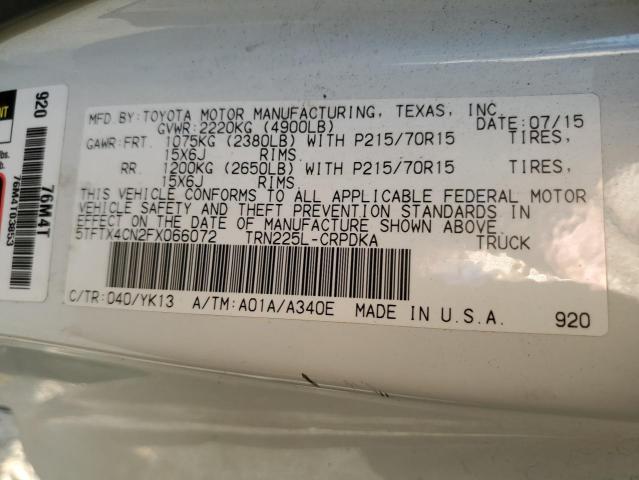 MFD. BY: TOYOTA MOTOR MANUFACTURING, TEXAS, INC.
GVWR: 2220KG (4900LB) DATE: 07/15
GAWR: FRT. 1075KG (2380LB) WITH P215/70R15 TIRES,
15X6J RIMS.
RR. 1200KG (2650LB) WITH P215/70R15 TIRES,
15X6J RIMS
THIS VEHICLE CONFORMS TO ALL APPLICABLE FEDERAL MOTOR
VEHICLE SAFETY AND THEFT PREVENTION STANDARDS IN
EFFECT ON THE DATE OF MANUFACTURE SHOWN ABOVE.
5TFTX4CN2FX066072 TRN225L-CRPDKA TRUCK
C/TR: 040/YK13 A/TM: A01A/A340E MADE IN U.S.A. 920
920
76M4T